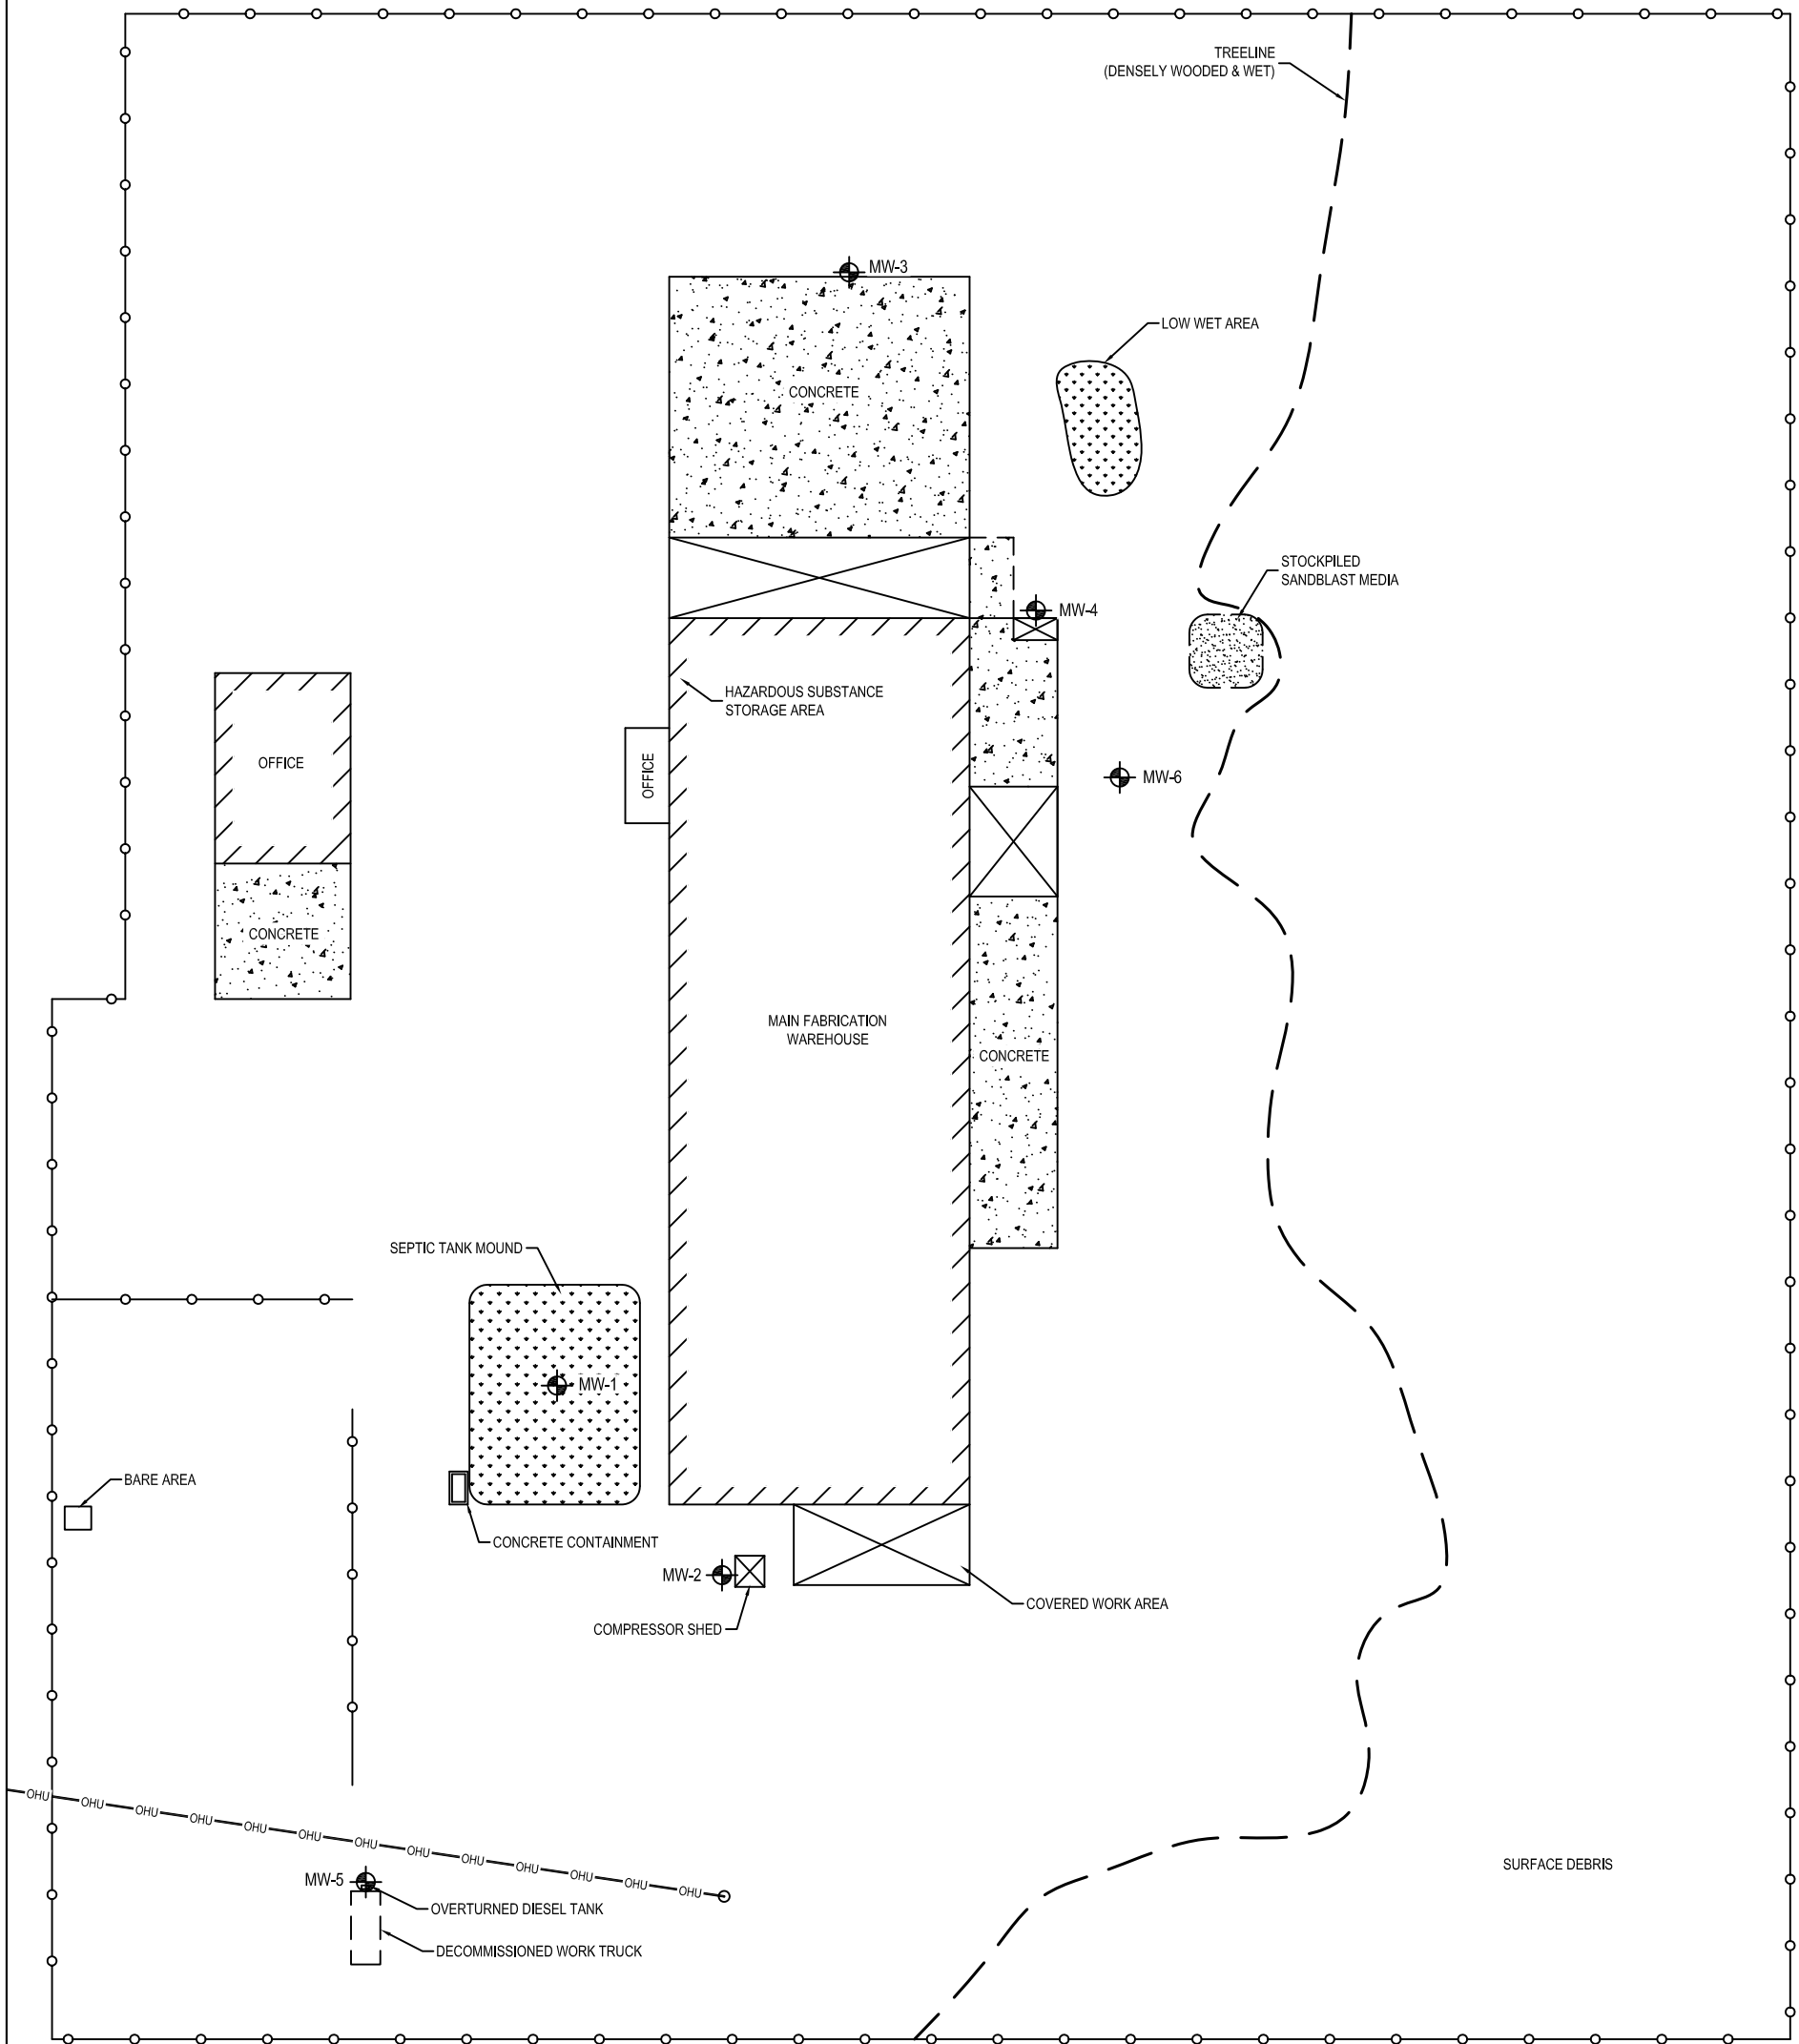 TREELINE
(DENSELY WOODED & WET)
MW-3
LOW WET AREA
CONCRETE
STOCKPILED
SANDBLAST MEDIA
MW-4
HAZARDOUS SUBSTANCE
STORAGE AREA
OFFICE
OFFICE
MW-6
CONCRETE
MAIN FABRICATION
WAREHOUSE
CONCRETE
SEPTIC TANK MOUND
MW-1
BARE AREA
CONCRETE CONTAINMENT
MW-2
COVERED WORK AREA
COMPRESSOR SHED
OHU OHU OHU OHU OHU OHU OHU OHU OHU OHU OHU OHU OHU
SURFACE DEBRIS
MW-5
OVERTURNED DIESEL TANK
DECOMMISSIONED WORK TRUCK